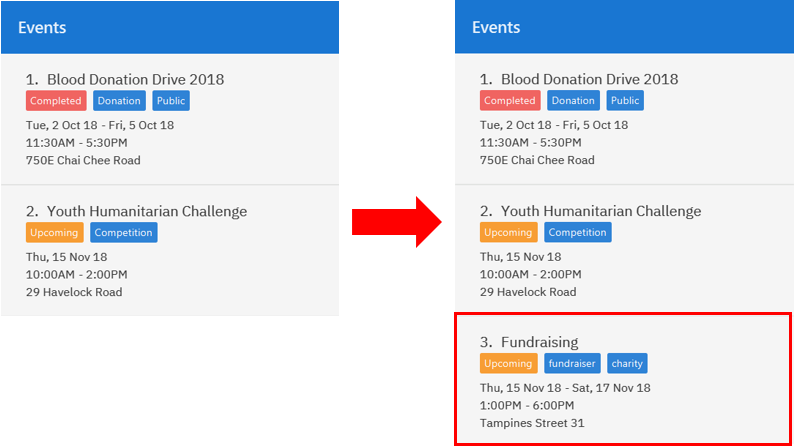 Events
1. Blood Donation Drive 2018
Completed Donation Public
Tue, 2 Oct 18 - Fri, 5 Oct 18
11:30AM - 5:30PM
750E Chai Chee Road
2. Youth Humanitarian Challenge
Upcoming Competition
Thu, 15 Nov 18
10:00AM - 2:00PM
29 Havelock Road
Events
1. Blood Donation Drive 2018
Completed Donation Public
Tue, 2 Oct 18 - Fri, 5 Oct 18
11:30AM - 5:30PM
750E Chai Chee Road
2. Youth Humanitarian Challenge
Upcoming Competition
Thu, 15 Nov 18
10:00AM - 2:00PM
29 Havelock Road
3. Fundraising
Upcoming fundraiser charity
Thu, 15 Nov 18 - Sat, 17 Nov 18
1:00PM - 6:00PM
Tampines Street 31